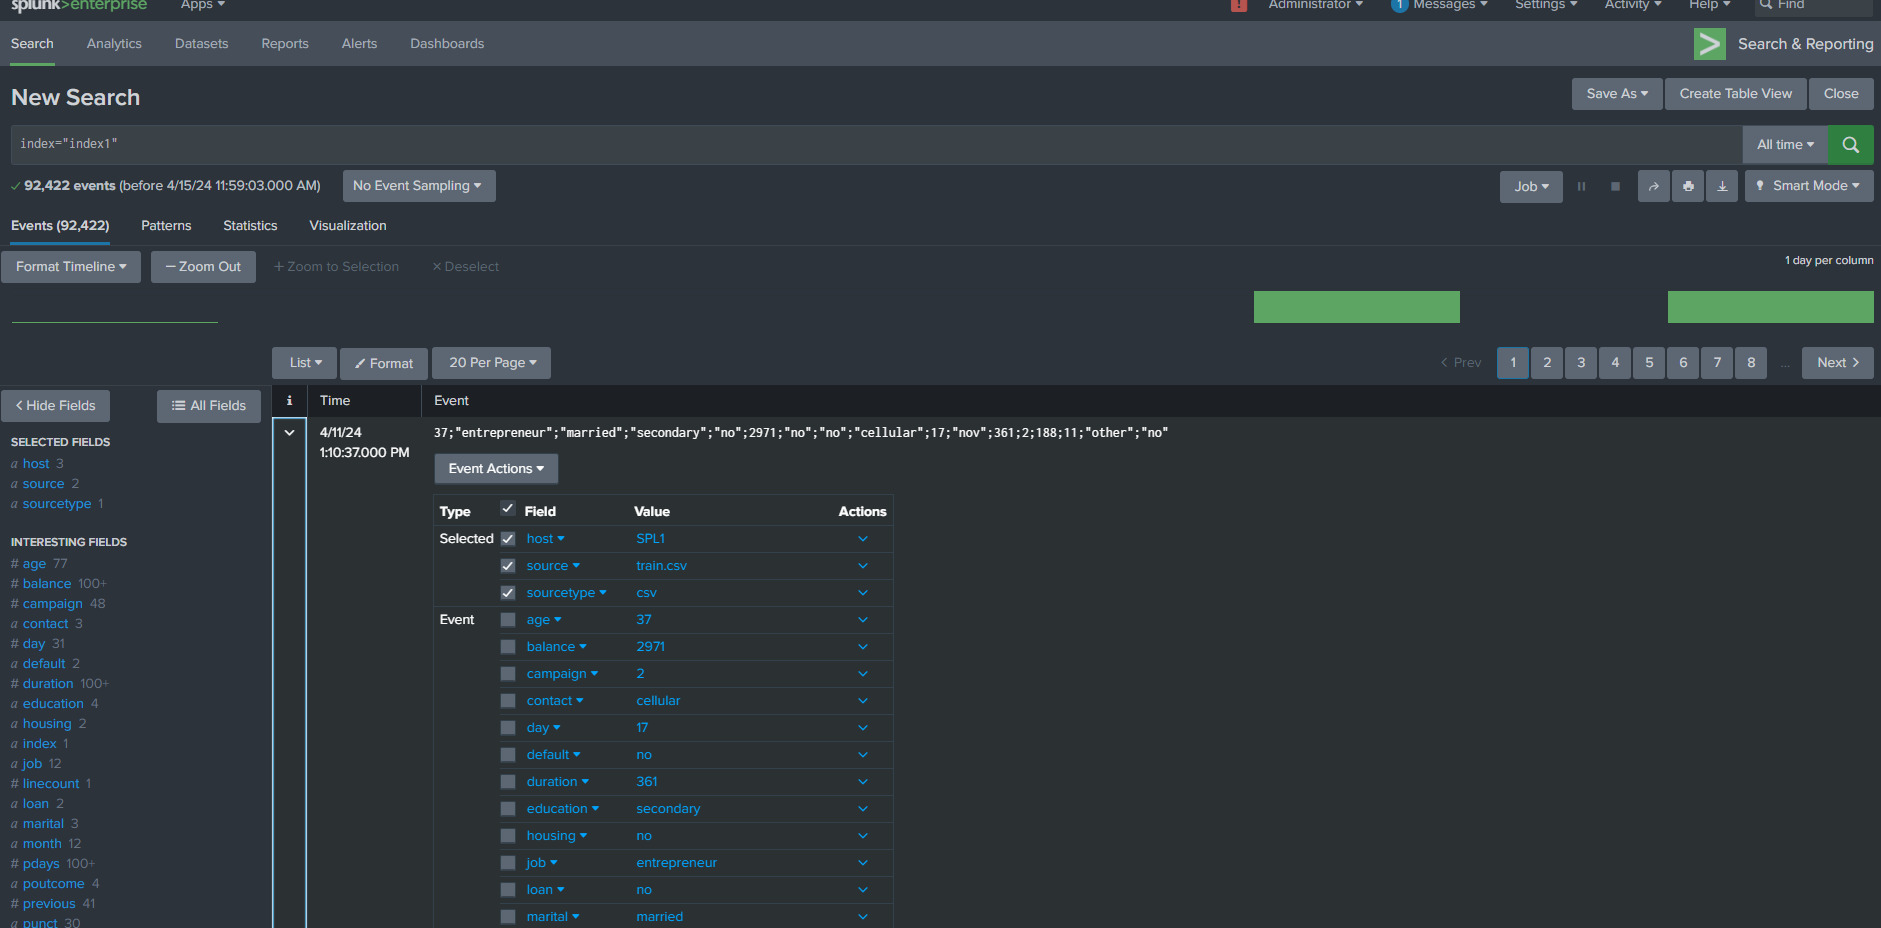 splunk>enterprise Apps
! Administrator 1 Messages Settings Activity Help Find
Search Analytics Datasets Reports Alerts Dashboards
> Search & Reporting
New Search
Save As Create Table View Close
index="index1"
All time
92,422 events (before 4/15/24 11:59:03.000 AM) No Event Sampling
Job Smart Mode
Events (92,422) Patterns Statistics Visualization
Format Timeline — Zoom Out + Zoom to Selection × Deselect
1 day per column
List Format 20 Per Page
< Prev 1 2 3 4 5 6 7 8 ... Next >
< Hide Fields All Fields
SELECTED FIELDS
a host 3
a source 2
a sourcetype 1
INTERESTING FIELDS
# age 77
# balance 100+
# campaign 48
a contact 3
# day 31
a default 2
# duration 100+
a education 4
a housing 2
a index 1
a job 12
# linecount 1
a loan 2
a marital 3
a month 12
# pdays 100+
a poutcome 4
# previous 41
a punct 30
i Time Event
4/11/24
1:10:37.000 PM
37;"entrepreneur";"married";"secondary";"no";2971;"no";"no";"cellular";17;"nov";361;2;188;11;"other";"no"
Event Actions
Type Field Value Actions
Selected host SPL1
source train.csv
sourcetype csv
Event age 37
balance 2971
campaign 2
contact cellular
day 17
default no
duration 361
education secondary
housing no
job entrepreneur
loan no
marital married